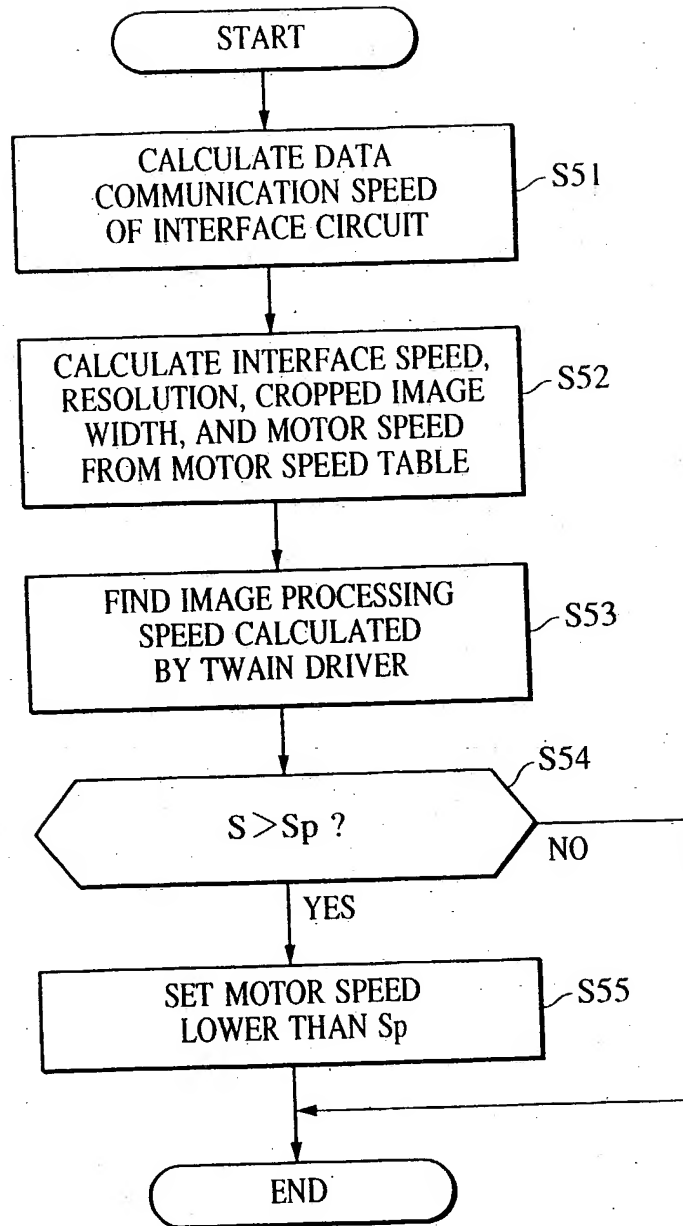 START
CALCULATE DATA
COMMUNICATION SPEED
OF INTERFACE CIRCUIT
S51
CALCULATE INTERFACE SPEED,
RESOLUTION, CROPPED IMAGE
WIDTH, AND MOTOR SPEED
FROM MOTOR SPEED TABLE
S52
FIND IMAGE PROCESSING
SPEED CALCULATED
BY TWAIN DRIVER
S53
S54
S>Sp ?
NO
YES
SET MOTOR SPEED
LOWER THAN Sp
S55
END